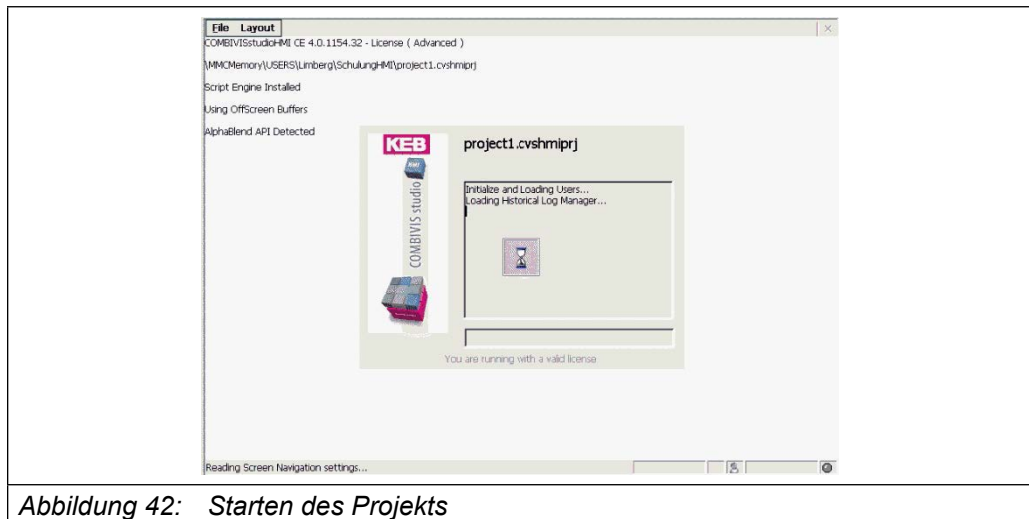 File Layout
COMBIVISstudioHMI CE 4.0.1154.32 - License ( Advanced )
\MMCMemory\USERS\Limberg\SchulungHMI\project1.cvshmiprj
Script Engine Installed
Using OffScreen Buffers
AlphaBlend API Detected
KEB
HMI
COMBIVIS studio
project1.cvshmiprj
Initialize and Loading Users...
Loading Historical Log Manager...
You are running with a valid license
Reading Screen Navigation settings...
Abbildung 42: Starten des Projekts